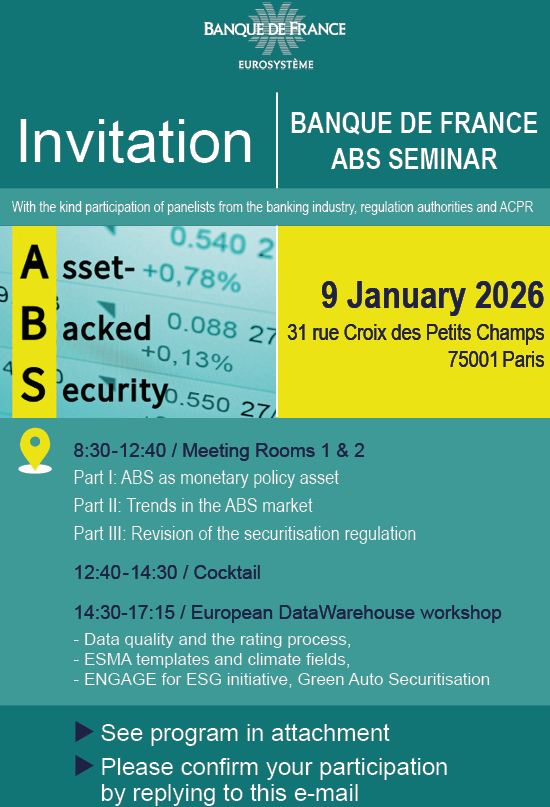 BANQUE DE FRANCE
EUROSYSTÈME
Invitation
BANQUE DE FRANCE
ABS SEMINAR
With the kind participation of panelists from the banking industry, regulation authorities and ACPR
0.540 2
A sset-
+0,78%
B acked
0.088 27
+0,13%
S ecurity
0.550 27/
9 January 2026
31 rue Croix des Petits Champs
75001 Paris
8:30-12:40 / Meeting Rooms 1 & 2
Part I: ABS as monetary policy asset
Part II: Trends in the ABS market
Part III: Revision of the securitisation regulation
12:40-14:30 / Cocktail
14:30-17:15 / European DataWarehouse workshop
- Data quality and the rating process,
- ESMA templates and climate fields,
- ENGAGE for ESG initiative, Green Auto Securitisation
See program in attachment
Please confirm your participation
by replying to this e-mail